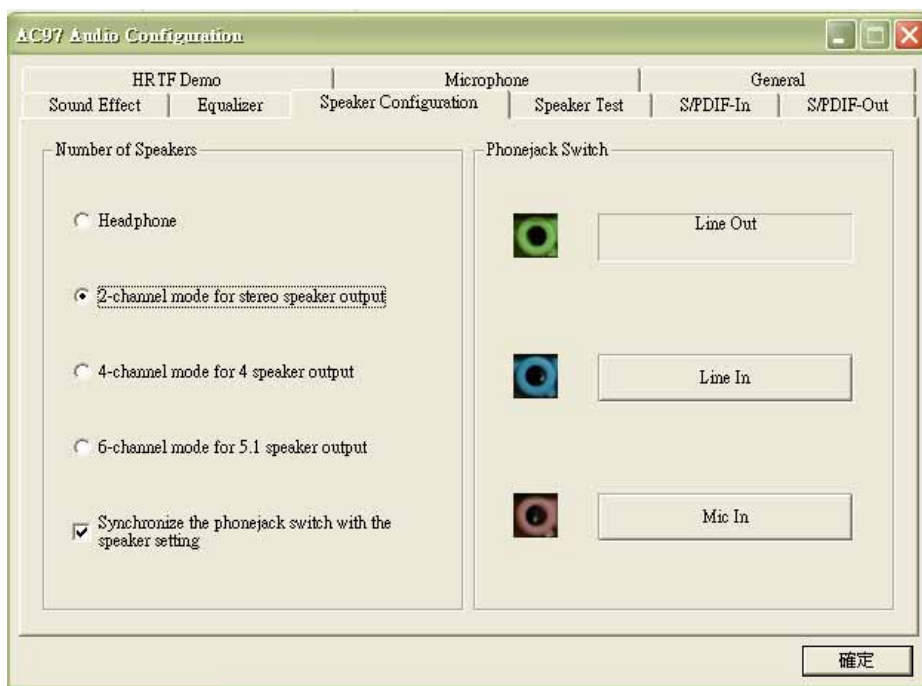 AC97 Audio Configuration
HRTF Demo
Microphone
General
Sound Effect
Equalizer
Speaker Configuration
Speaker Test
S/PDIF-In
S/PDIF-Out
Number of Speakers
Headphone
2-channel mode for stereo speaker output
4-channel mode for 4 speaker output
6-channel mode for 5.1 speaker output
Synchronize the phonejack switch with the
speaker setting
Phonejack Switch
Line Out
Line In
Mic In
確定